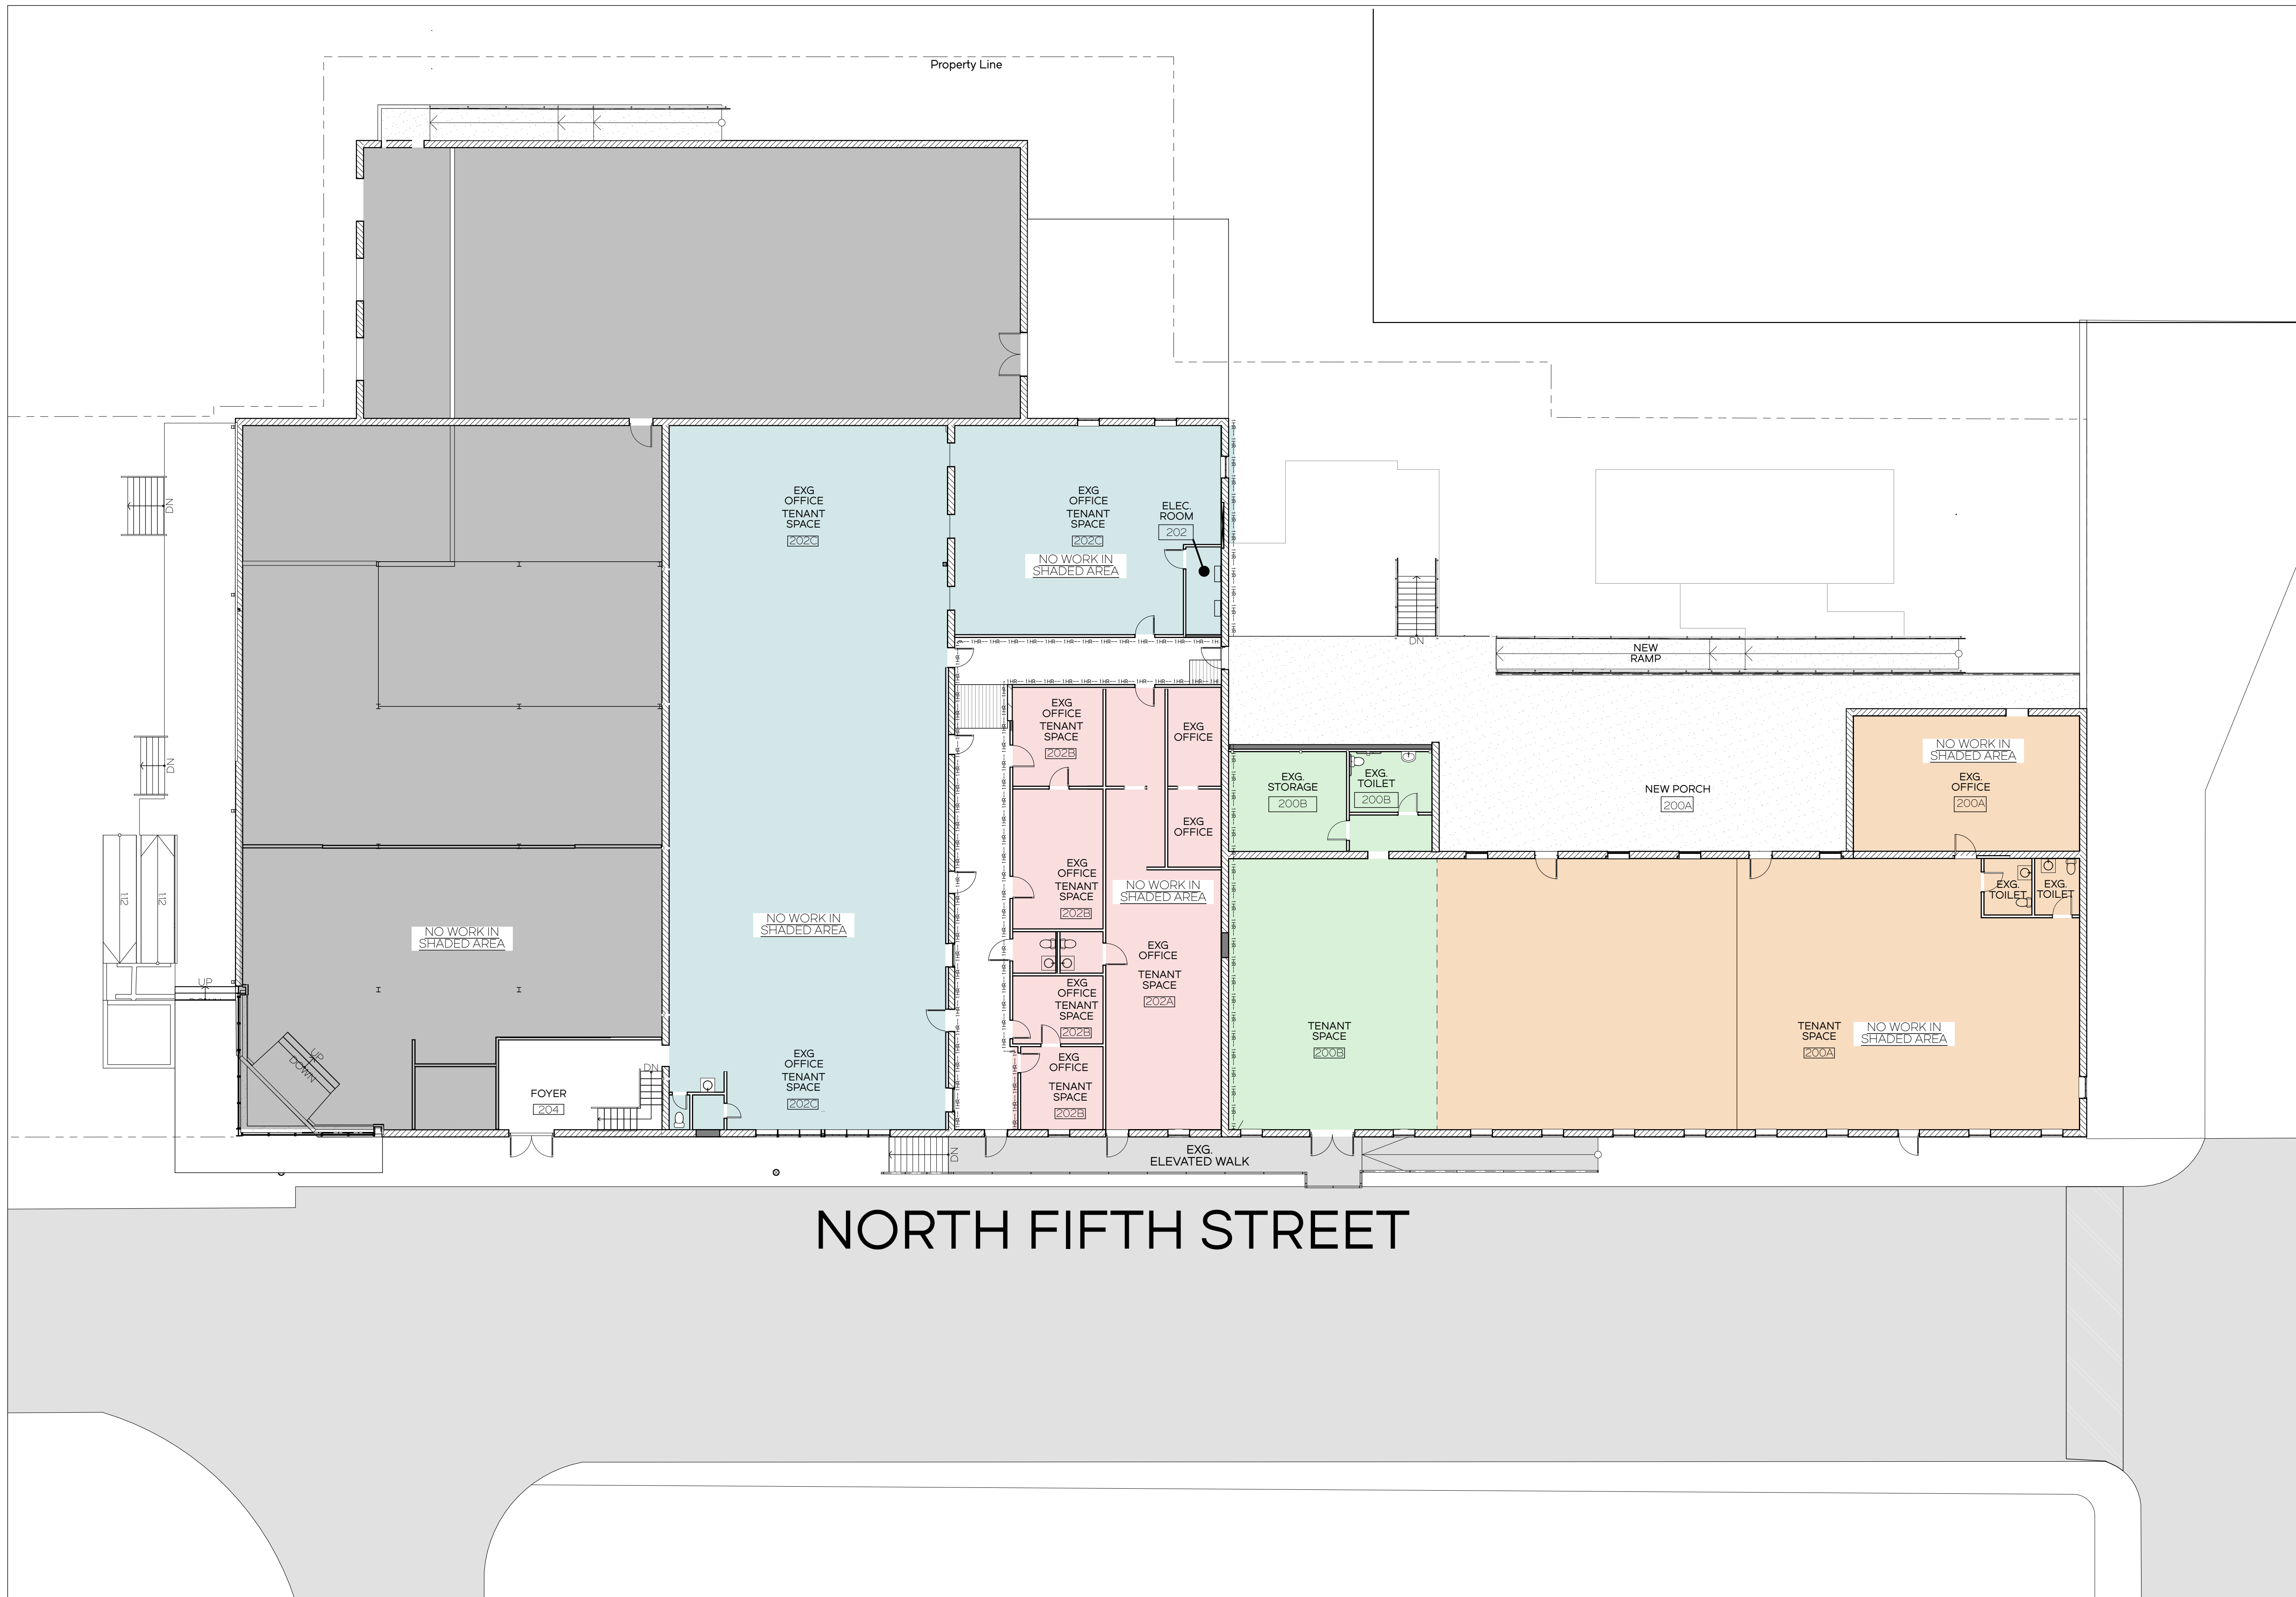 Property Line
EXG
OFFICE
TENANT
SPACE
202C
EXG
OFFICE
TENANT
SPACE
202C
NO WORK IN
SHADED AREA
ELEC.
ROOM
202
DN
DN
NEW
RAMP
EXG
OFFICE
TENANT
SPACE
202B
EXG
OFFICE
EXG
OFFICE
DN
EXG.
STORAGE
200B
EXG.
TOILET
200B
NEW PORCH
200A
NO WORK IN
SHADED AREA
EXG.
OFFICE
200A
1:12
1:12
EXG
OFFICE
TENANT
SPACE
202B
NO WORK IN
SHADED AREA
EXG.
TOILET
EXG.
TOILET
NO WORK IN
SHADED AREA
NO WORK IN
SHADED AREA
EXG
OFFICE
TENANT
SPACE
202A
UP
EXG
OFFICE
TENANT
SPACE
202B
TENANT
SPACE
200B
TENANT
SPACE
200A
NO WORK IN
SHADED AREA
UP
DOWN
DN
FOYER
204
EXG
OFFICE
TENANT
SPACE
202C
EXG
OFFICE
TENANT
SPACE
202B
DN
EXG.
ELEVATED WALK
NORTH FIFTH STREET